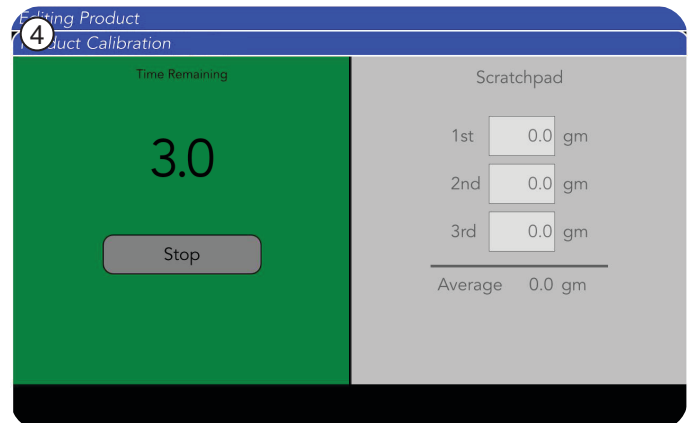 Editing Product
4
Product Calibration
Time Remaining
3.0
Stop
Scratchpad
1st 0.0 gm
2nd 0.0 gm
3rd 0.0 gm
Average 0.0 gm